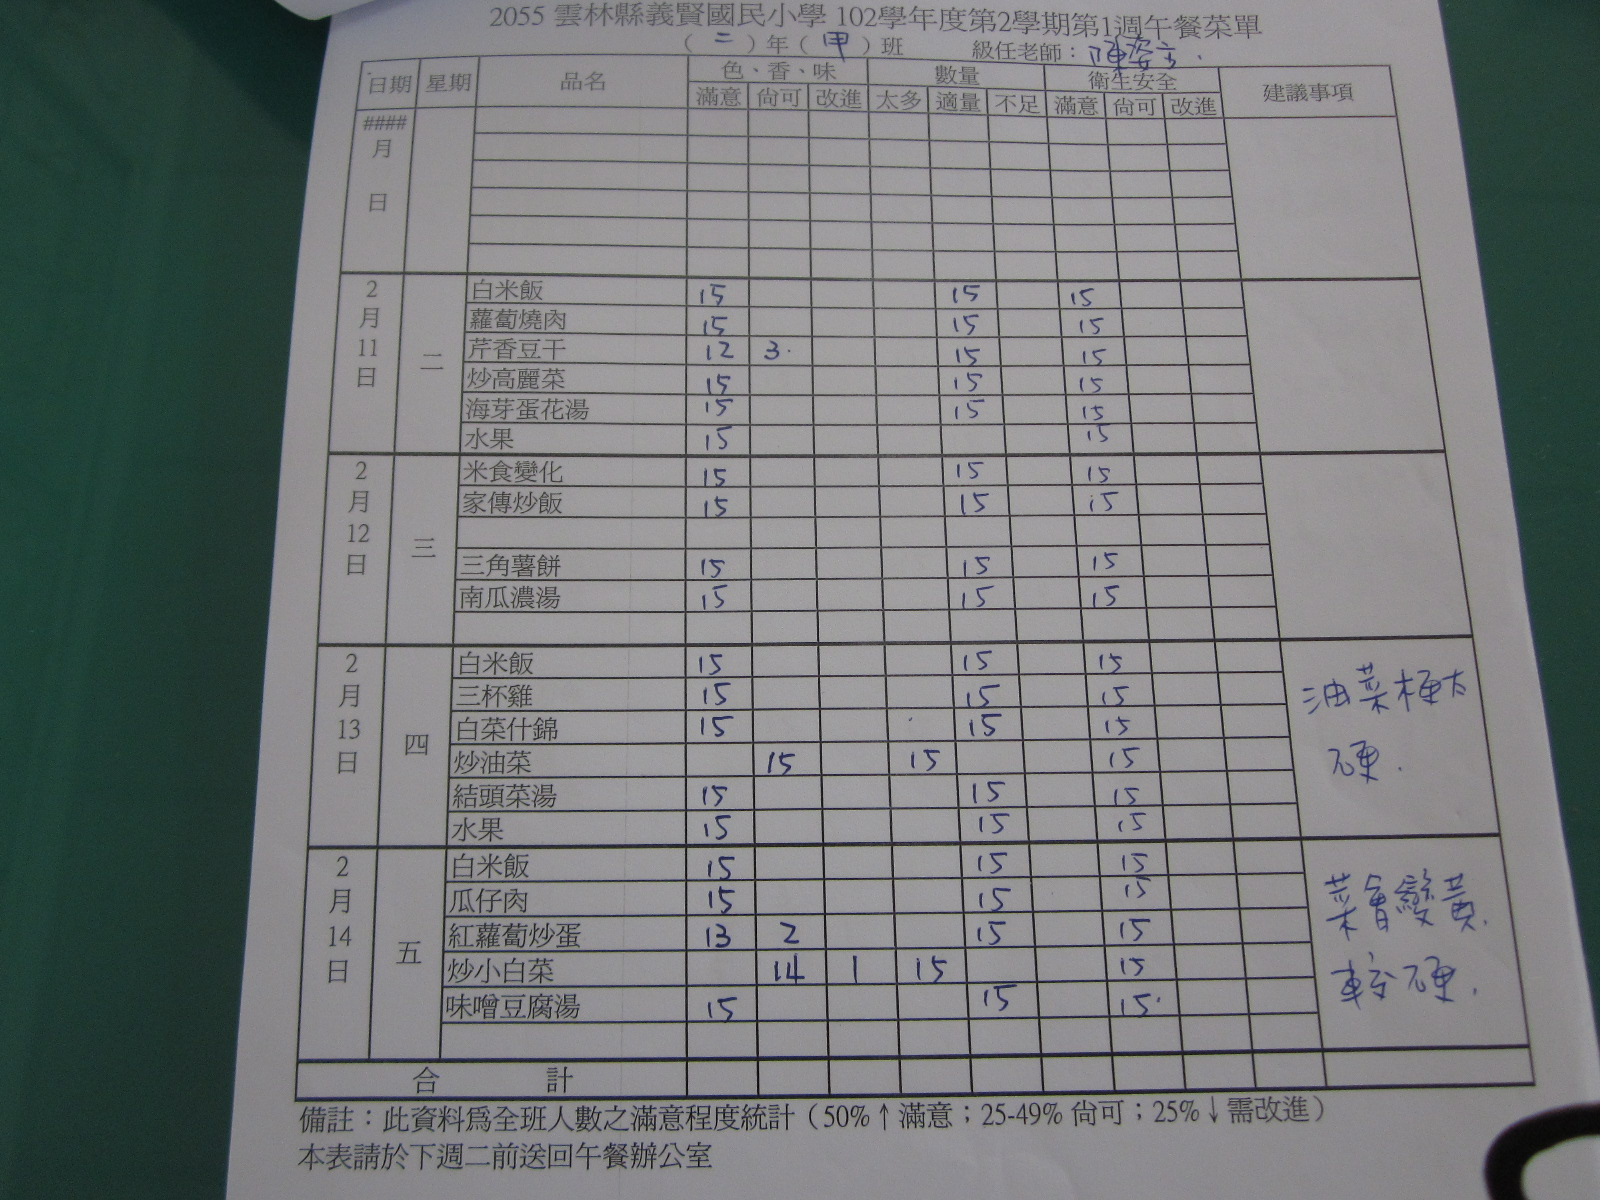 2055 雲林縣義賢國民小學 102學年度第2學期第1週午餐菜單
（二）年（甲）班 級任老師：陳姿方
日期 星期 品名 色、香、味 數量 衛生安全 建議事項
滿意 尚可 改進 太多 適量 不足 滿意 尚可 改進
####
月
日
2月11日 二
白米飯 15 15 15
蘿蔔燒肉 15 15 15
芹香豆干 12 3 15 15
炒高麗菜 15 15 15
海芽蛋花湯 15 15 15
水果 15 15
2月12日 三
米食變化 15 15 15
家傳炒飯 15 15 15
三角薯餅 15 15 15
南瓜濃湯 15 15 15
2月13日 四
白米飯 15 15 15
三杯雞 15 15 15
白菜什錦 15 15 15
炒油菜 15 15 15
結頭菜湯 15 15 15
水果 15 15 15
油菜梗太
硬.
2月14日 五
白米飯 15 15 15
瓜仔肉 15 15 15
紅蘿蔔炒蛋 13 2 15 15
炒小白菜 14 1 15 15
味噌豆腐湯 15 15 15
菜會變黃.
較硬.
合 計
備註：此資料為全班人數之滿意程度統計（50%↑滿意；25-49% 尚可；25%↓需改進）
本表請於下週二前送回午餐辦公室